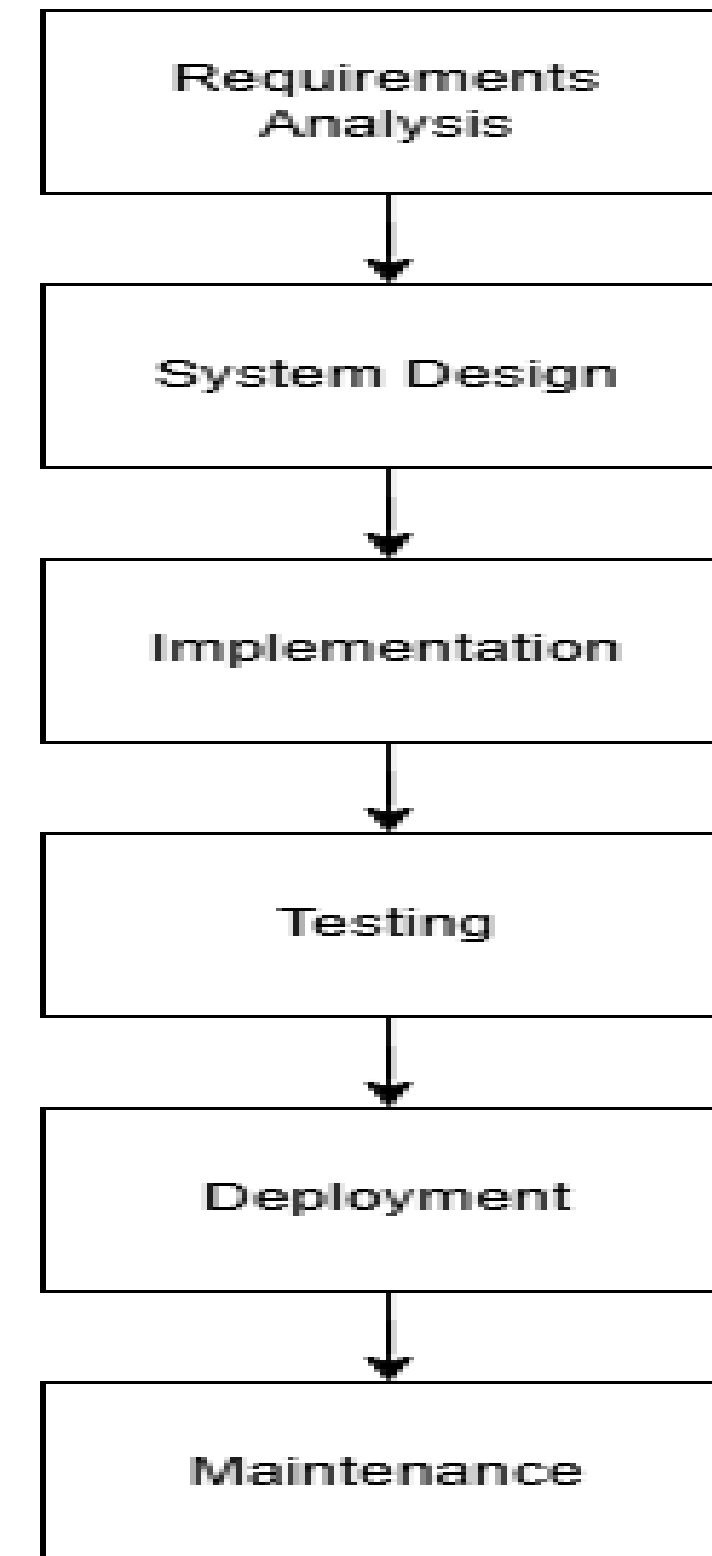 Requirements
Analysis
System Design
Implementation
Testing
Deployment
Maintenance